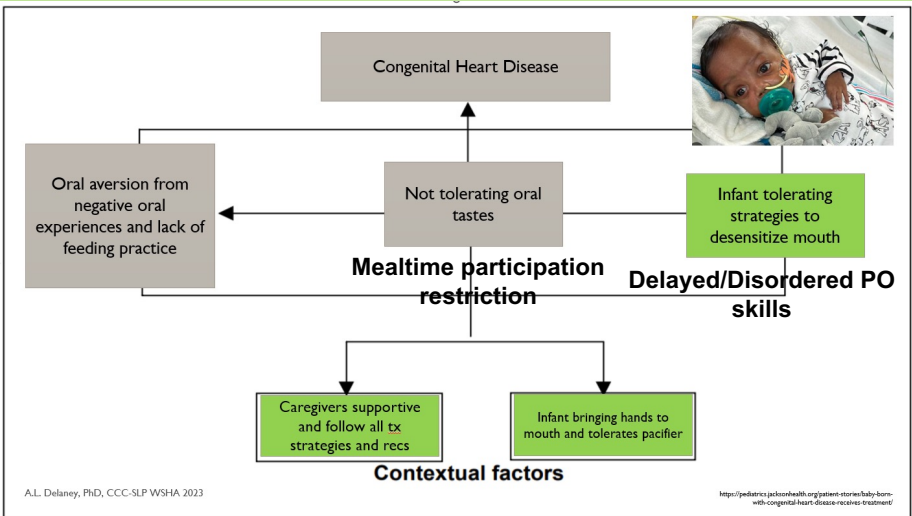 Congenital Heart Disease
Oral aversion from
negative oral
experiences and lack of
feeding practice
Not tolerating oral
tastes
Infant tolerating
strategies to
desensitize mouth
Mealtime participation
restriction
Delayed/Disordered PO
skills
Caregivers supportive
and follow all tx
strategies and recs
Infant bringing hands to
mouth and tolerates pacifier
Contextual factors
A.L. Delaney, PhD, CCC-SLP WSHA 2023
https://pediatrics.jacksonhealth.org/patient-stories/baby-born-
with-congenital-heart-disease-receives-treatment/